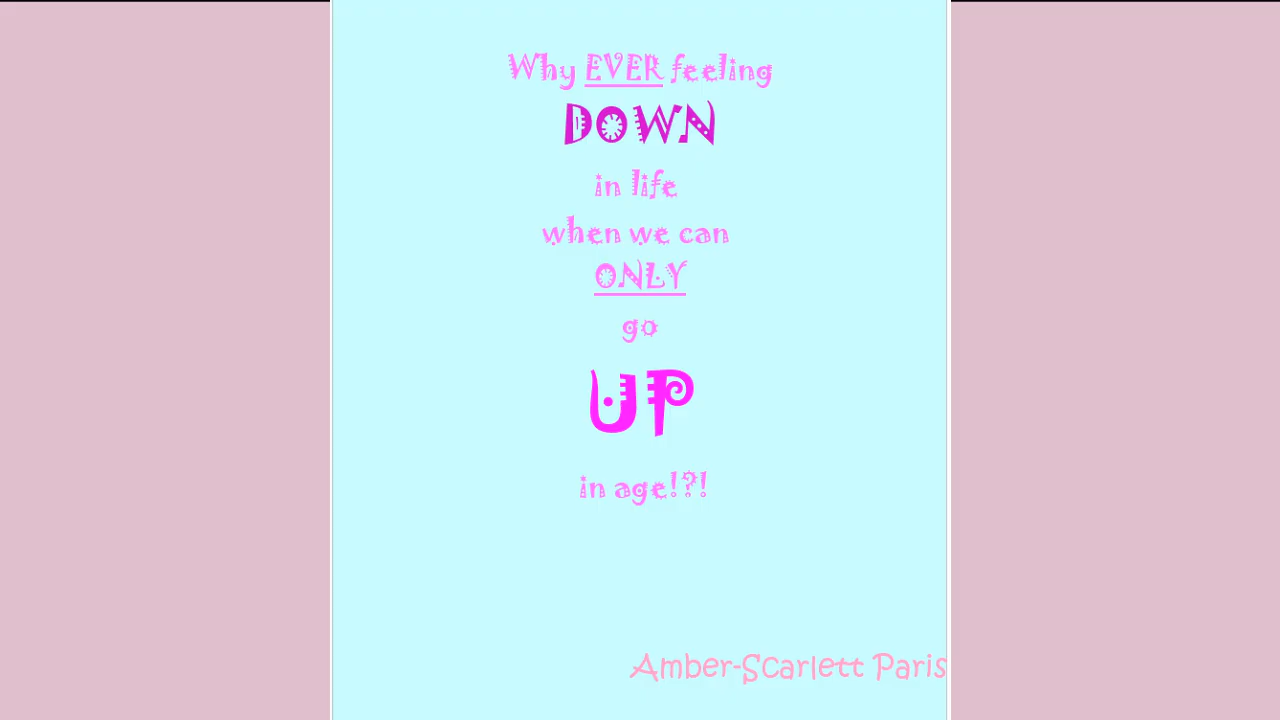 Why EVER feeling
DOWN
in life
when we can
ONLY
go
UP
in age!?!
Amber-Scarlett Paris